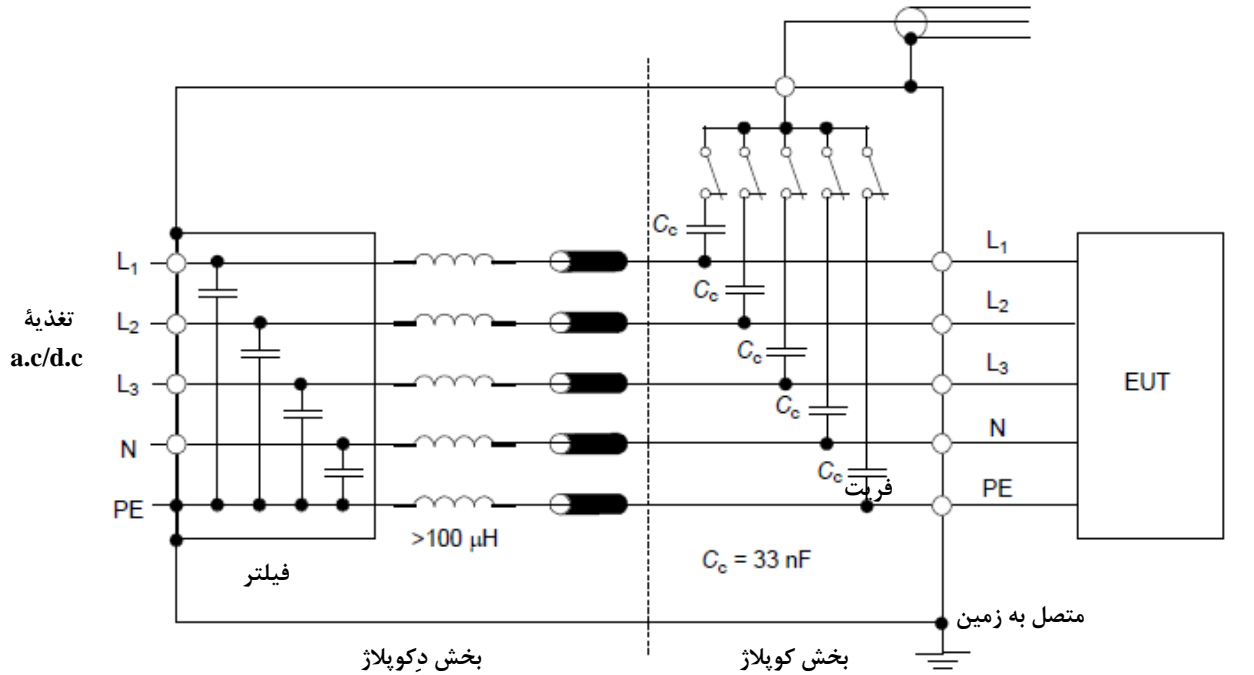 Cc
L1
L1
Cc
L2
L2
تغذیهٔ
a.c/d.c
Cc
L3
L3
EUT
Cc
N
N
Cc
فریت
PE
PE
>100 µH
Cc = 33 nF
فیلتر
متصل به زمین
بخش دِکوپلاژ
بخش کوپلاژ